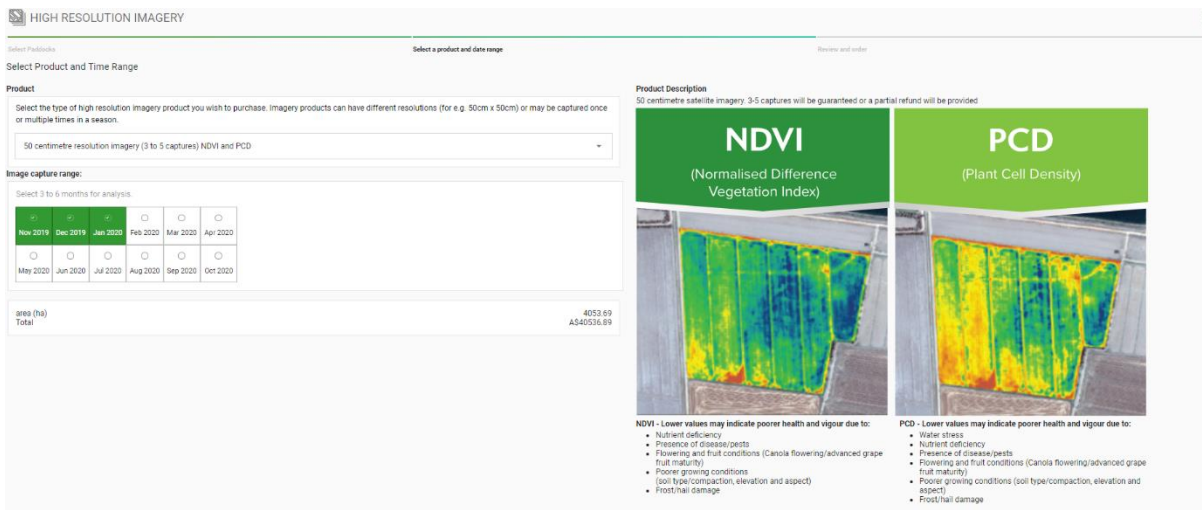 HIGH RESOLUTION IMAGERY
Select Paddocks
Select a product and date range
Review and order
Select Product and Time Range
Product
Select the type of high resolution imagery product you wish to purchase. Imagery products can have different resolutions (for e.g. 50cm x 50cm) or may be captured once
or multiple times in a season.
50 centimetre resolution imagery (3 to 5 captures) NDVI and PCD
Image capture range:
Select 3 to 6 months for analysis.
Nov 2019 Dec 2019 Jan 2020 Feb 2020 Mar 2020 Apr 2020
May 2020 Jun 2020 Jul 2020 Aug 2020 Sep 2020 Oct 2020
area (ha) 4053.69
Total A$40536.89
Product Description
50 centimetre satellite imagery. 3-5 captures will be guaranteed or a partial refund will be provided
NDVI
(Normalised Difference
Vegetation Index)
PCD
(Plant Cell Density)
NDVI - Lower values may indicate poorer health and vigour due to:
Nutrient deficiency
Presence of disease/pests
Flowering and fruit conditions (Canola flowering/advanced grape
fruit maturity)
Poorer growing conditions
(soil type/compaction, elevation and aspect)
Frost/hail damage
PCD - Lower values may indicate poorer health and vigour due to:
Water stress
Nutrient deficiency
Presence of disease/pests
Flowering and fruit conditions (Canola flowering/advanced grape
fruit maturity)
Poorer growing conditions (soil type/compaction, elevation and
aspect)
Frost/hail damage